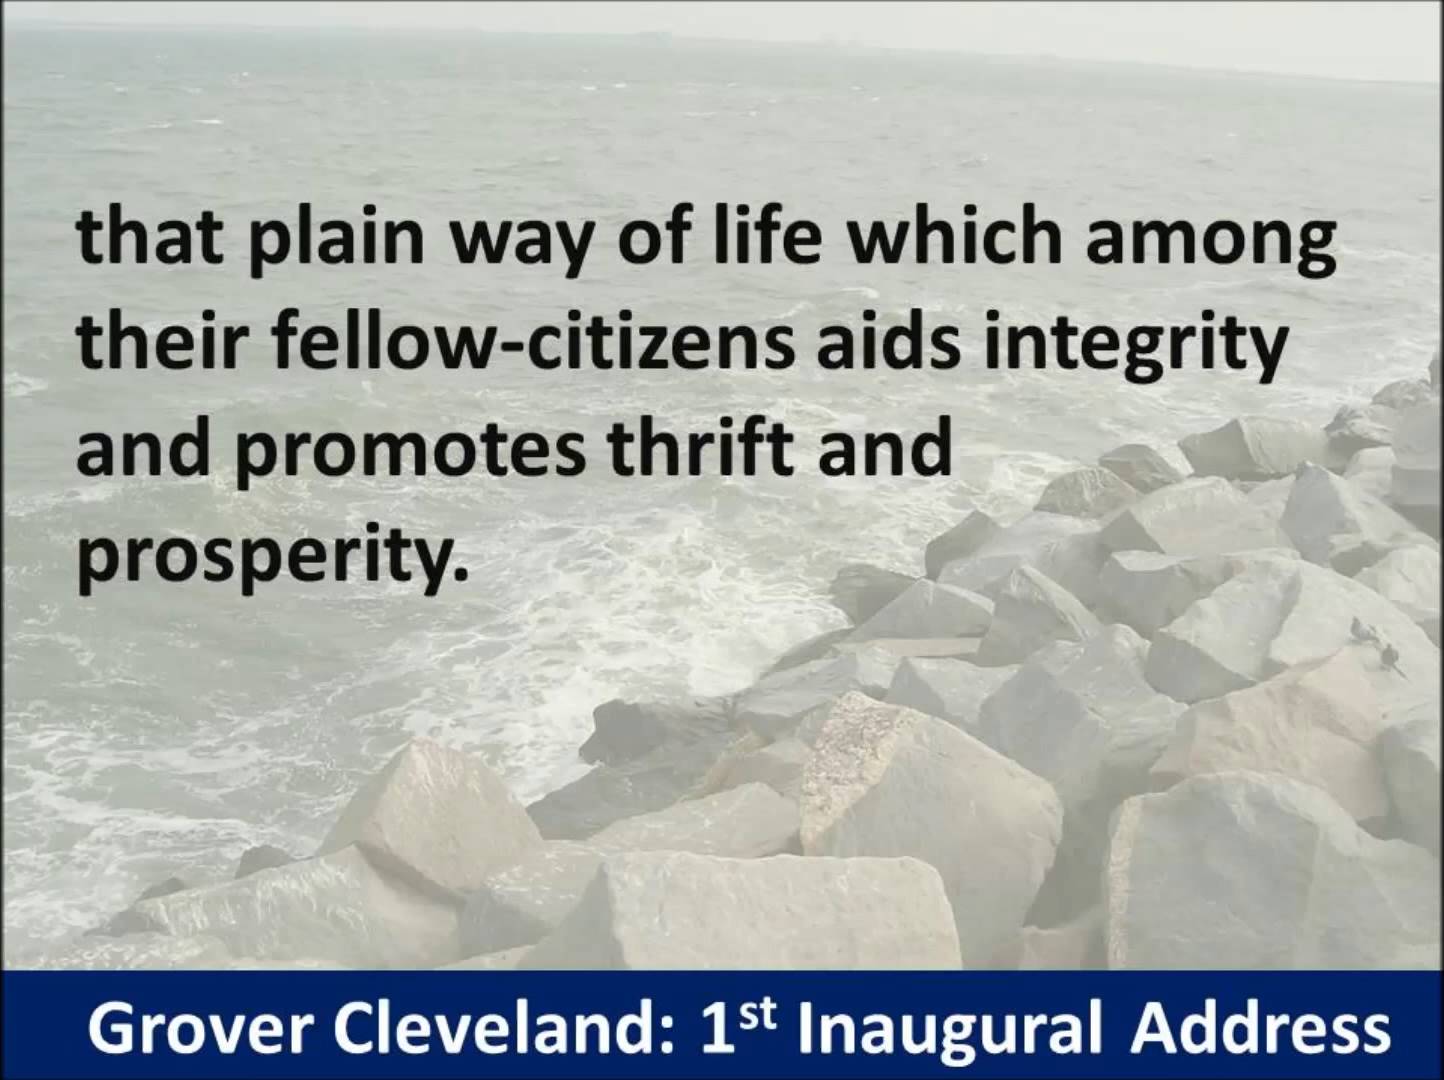 that plain way of life which among
their fellow-citizens aids integrity
and promotes thrift and
prosperity.
Grover Cleveland: 1st Inaugural Address